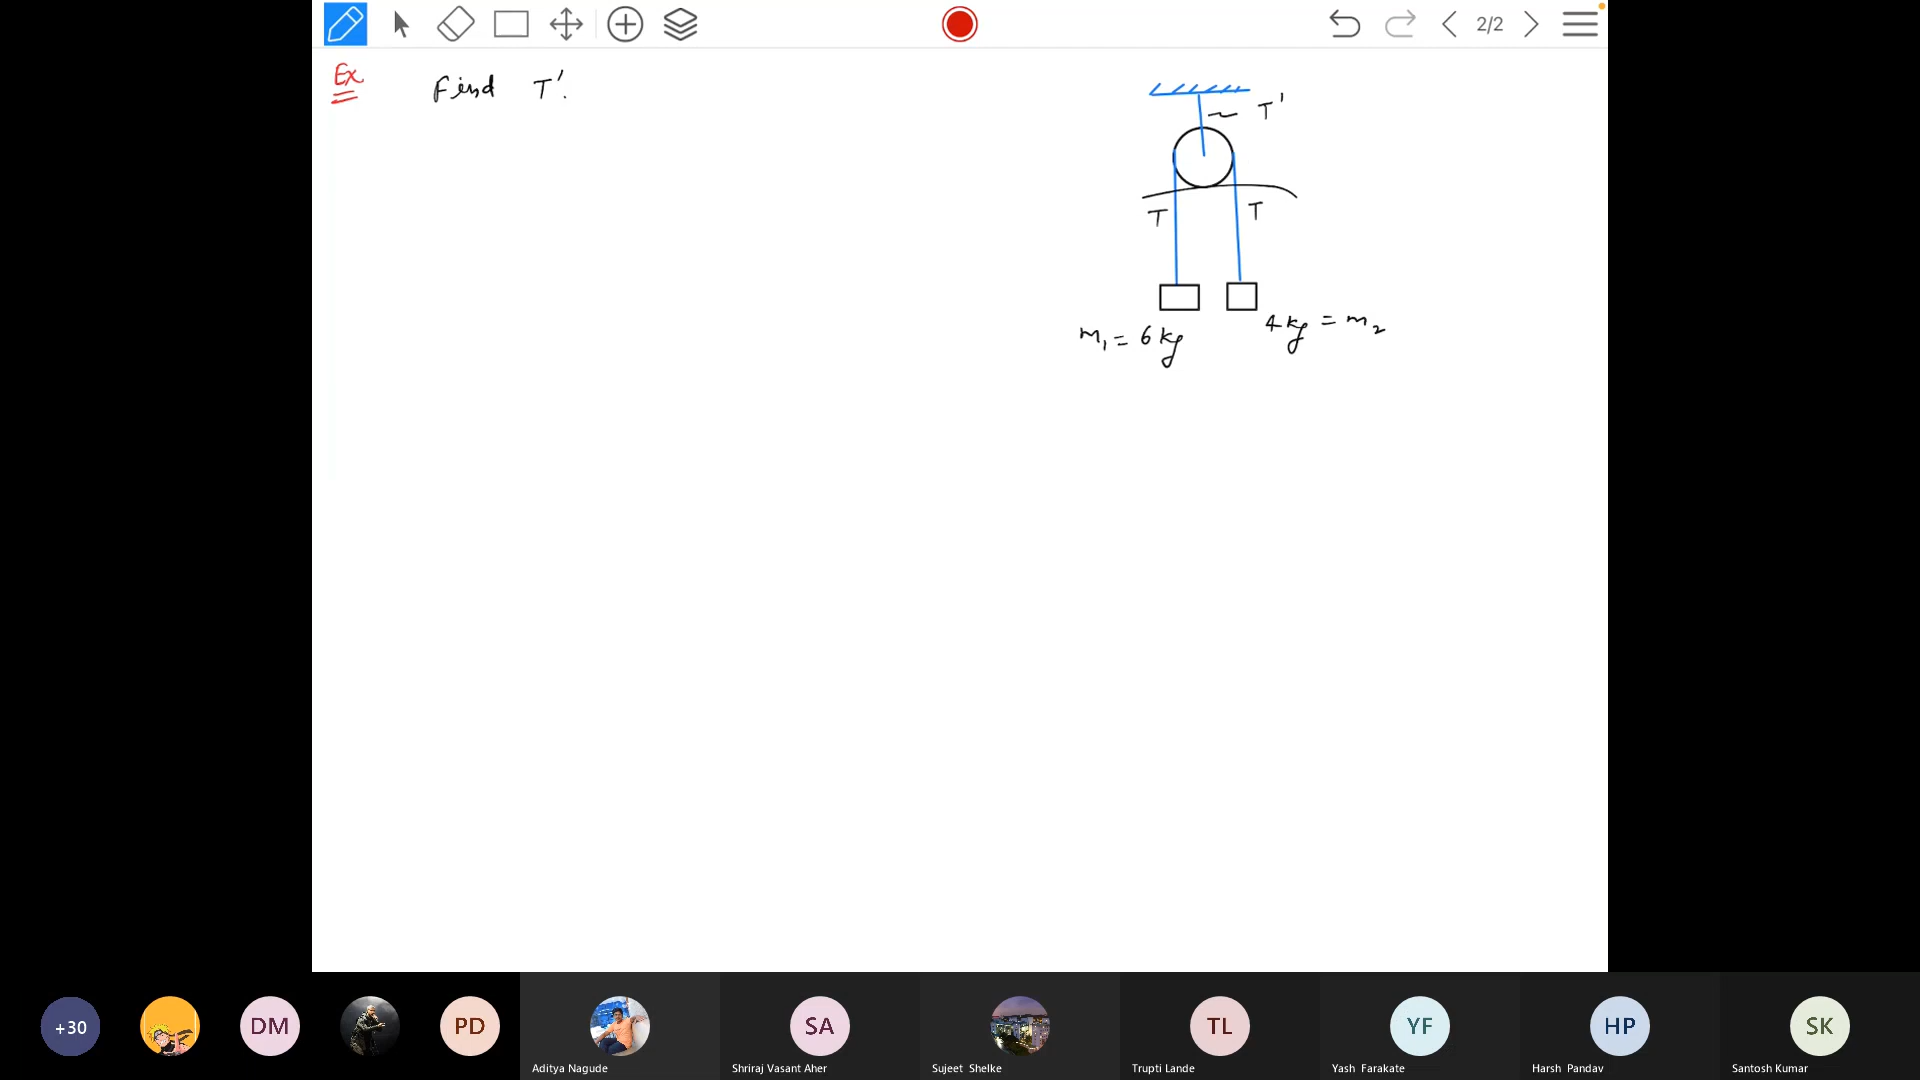 2/2
Ex Find T'.
T'
T T
m₁ = 6 kg 4 kg = m₂
+30 DM PD SA TL YF HP SK
Aditya Nagude Shriraj Vasant Aher Sujeet Shelke Trupti Lande Yash Farakate Harsh Pandav Santosh Kumar